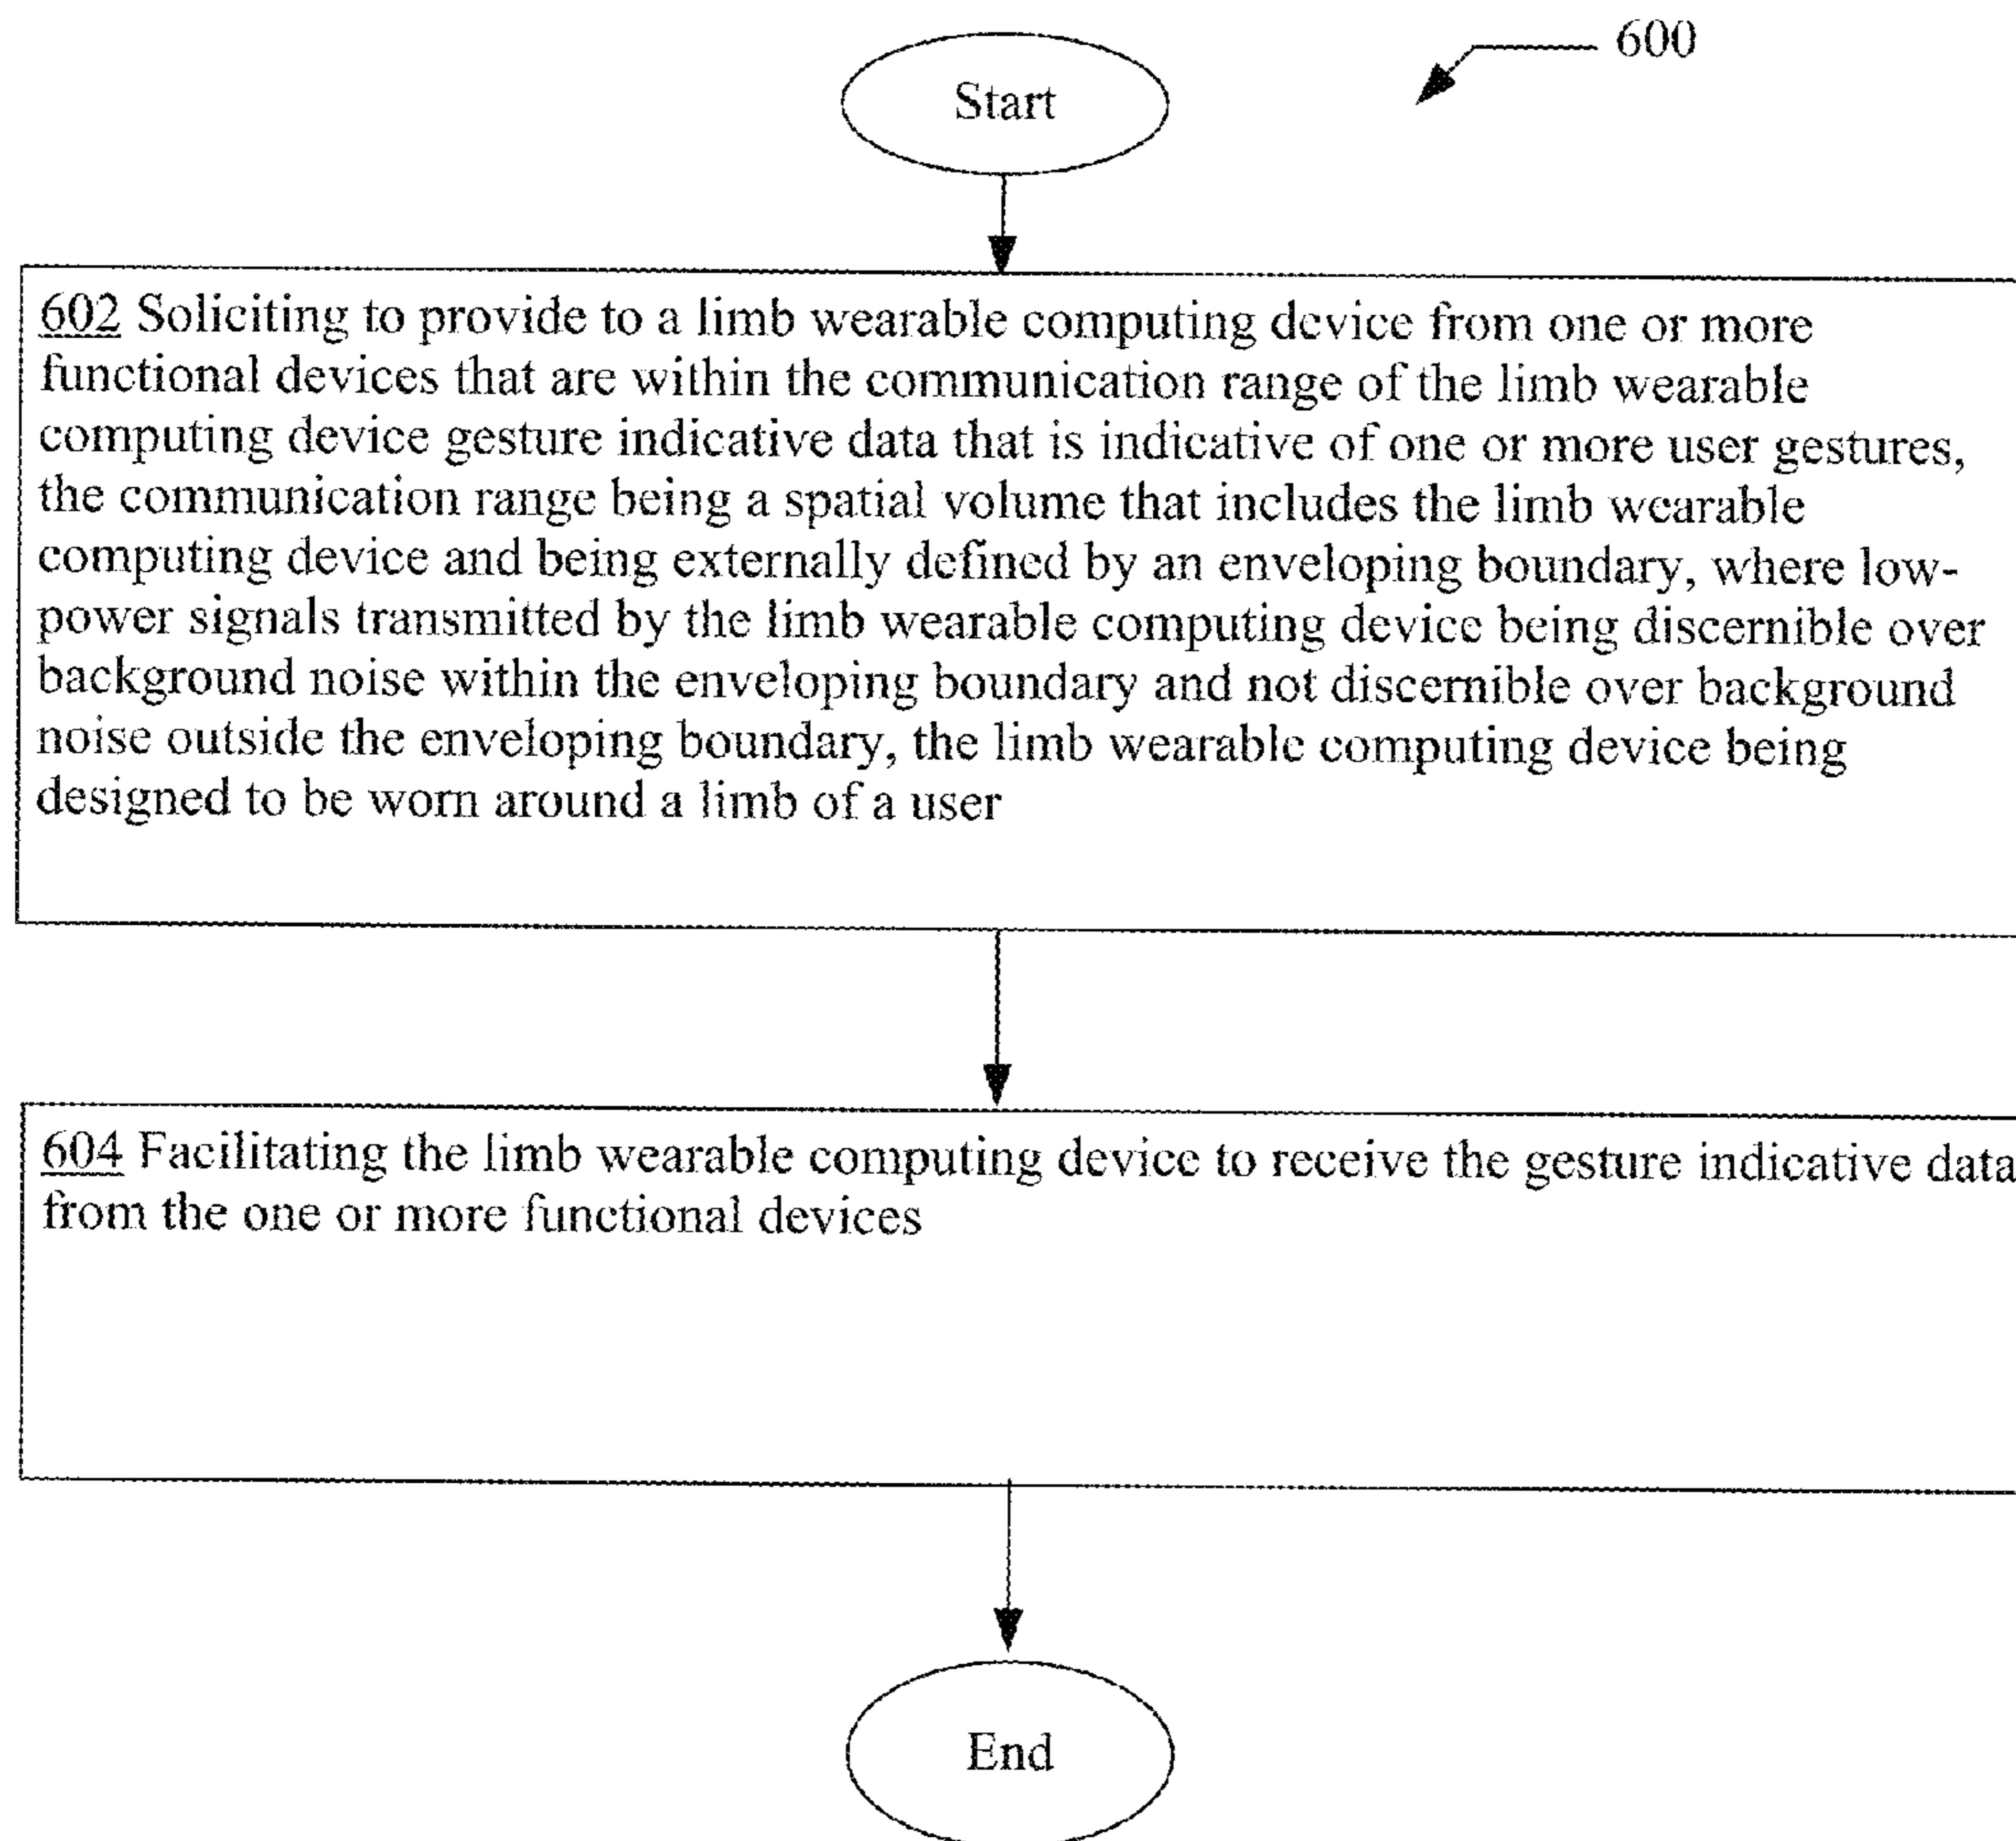 600
Start
602 Soliciting to provide to a limb wearable computing device from one or more
functional devices that are within the communication range of the limb wearable
computing device gesture indicative data that is indicative of one or more user gestures,
the communication range being a spatial volume that includes the limb wearable
computing device and being externally defined by an enveloping boundary, where low-
power signals transmitted by the limb wearable computing device being discernible over
background noise within the enveloping boundary and not discernible over background
noise outside the enveloping boundary, the limb wearable computing device being
designed to be worn around a limb of a user
604 Facilitating the limb wearable computing device to receive the gesture indicative data
from the one or more functional devices
End